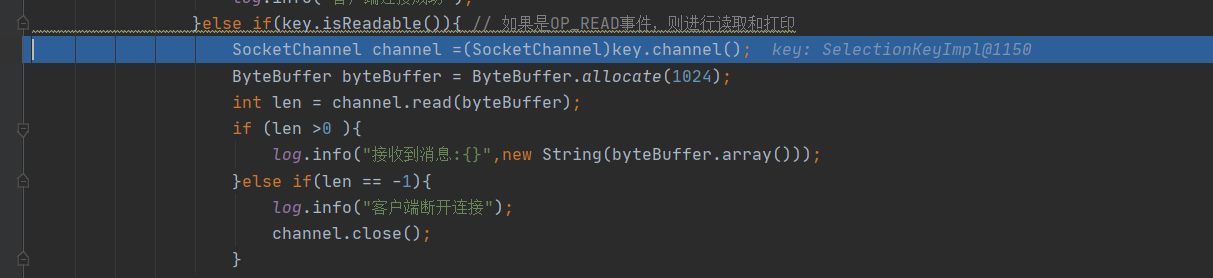 log.info("客户端连接成功");
}else if(key.isReadable()){ // 如果是OP_READ事件，则进行读取和打印
SocketChannel channel =(SocketChannel)key.channel(); key: SelectionKeyImpl@1150
ByteBuffer byteBuffer = ByteBuffer.allocate(1024);
int len = channel.read(byteBuffer);
if (len >0 ){
log.info("接收到消息:{}",new String(byteBuffer.array()));
}else if(len == -1){
log.info("客户端断开连接");
channel.close();
}